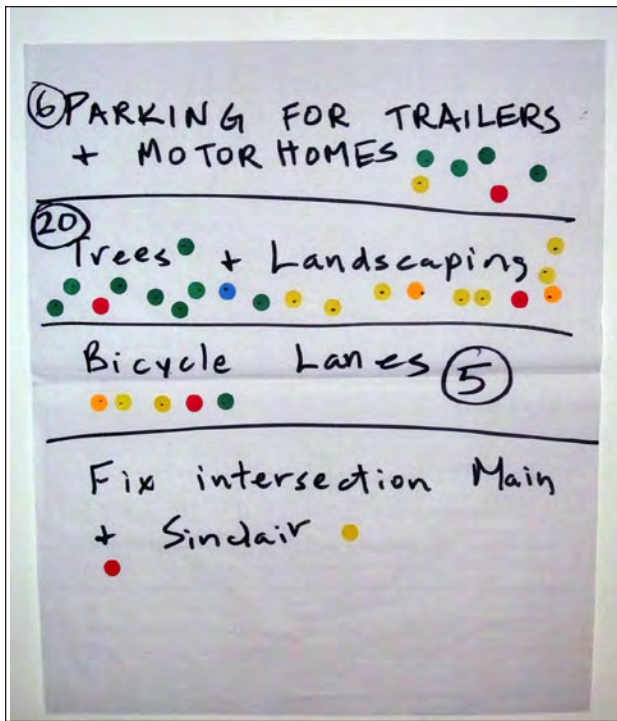 6 PARKING FOR TRAILERS
+ MOTOR HOMES
20
Trees + Landscaping
Bicycle Lanes 5
Fix intersection Main
+ Sinclair